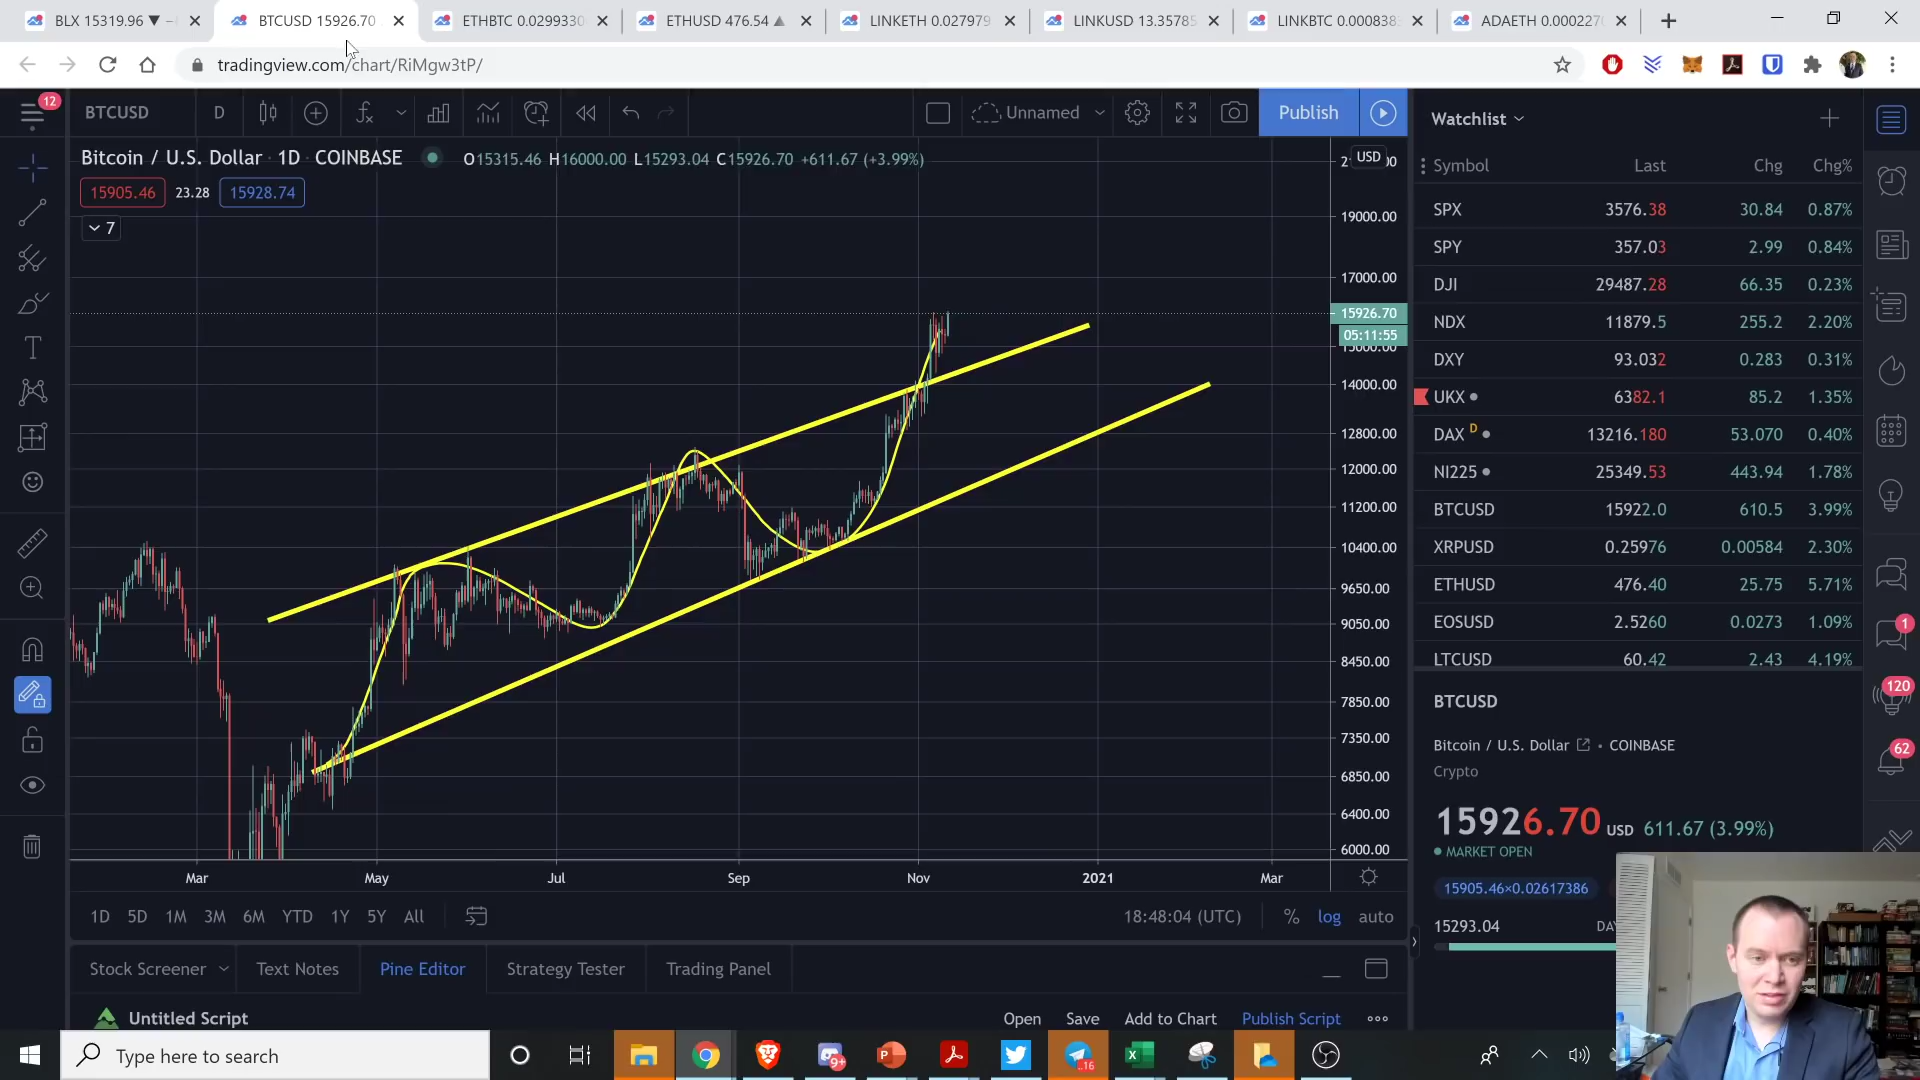 BLX 15319.96 ▼
BTCUSD 15926.70
ETHBTC 0.0299330
ETHUSD 476.54 ▲
LINKETH 0.027979
LINKUSD 13.35785
LINKBTC 0.000838
ADAETH 0.000227
tradingview.com/chart/RiMgw3tP/
12
BTCUSD D Unnamed Publish
Bitcoin / U.S. Dollar · 1D · COINBASE O15315.46 H16000.00 L15293.04 C15926.70 +611.67 (+3.99%)
15905.46 23.28 15928.74
7
USD
19000.00
17000.00
15926.70
05:11:55
15000.00
14000.00
12800.00
12000.00
11200.00
10400.00
9650.00
9050.00
8450.00
7850.00
7350.00
6850.00
6400.00
6000.00
Mar May Jul Sep Nov 2021 Mar
1D 5D 1M 3M 6M YTD 1Y 5Y All 18:48:04 (UTC) % log auto
Stock Screener Text Notes Pine Editor Strategy Tester Trading Panel
Untitled Script Open Save Add to Chart Publish Script
Watchlist
Symbol Last Chg Chg%
SPX 3576.38 30.84 0.87%
SPY 357.03 2.99 0.84%
DJI 29487.28 66.35 0.23%
NDX 11879.5 255.2 2.20%
DXY 93.032 0.283 0.31%
UKX 6382.1 85.2 1.35%
DAX D 13216.180 53.070 0.40%
NI225 25349.53 443.94 1.78%
BTCUSD 15922.0 610.5 3.99%
XRPUSD 0.25976 0.00584 2.30%
ETHUSD 476.40 25.75 5.71%
EOSUSD 2.5260 0.0273 1.09%
LTCUSD 60.42 2.43 4.19%
BTCUSD
Bitcoin / U.S. Dollar • COINBASE
Crypto
15926.70 USD 611.67 (3.99%)
MARKET OPEN
15905.46×0.02617386
15293.04
1
120
62
Type here to search
9+
16